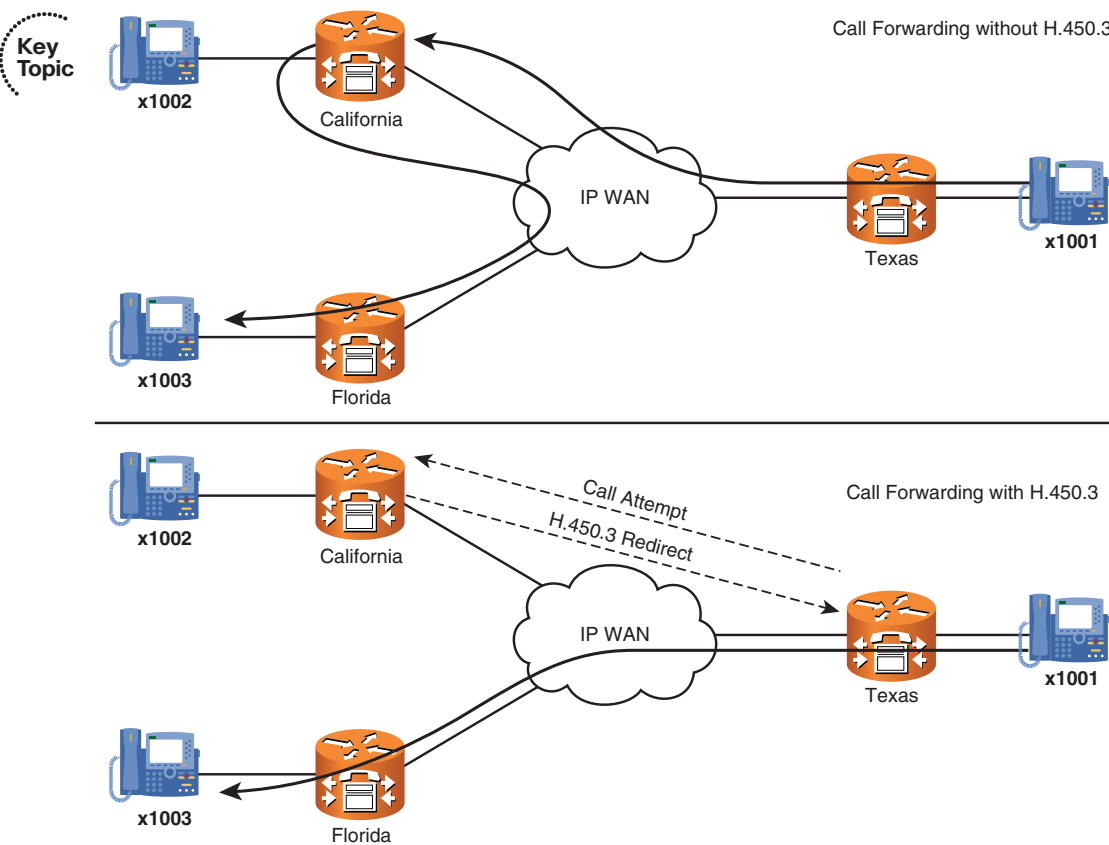 Key
Topic
Call Forwarding without H.450.3
x1002
California
IP WAN
Texas
x1001
x1003
Florida
Call Forwarding with H.450.3
Call Attempt
H.450.3 Redirect
x1002
California
IP WAN
Texas
x1001
x1003
Florida